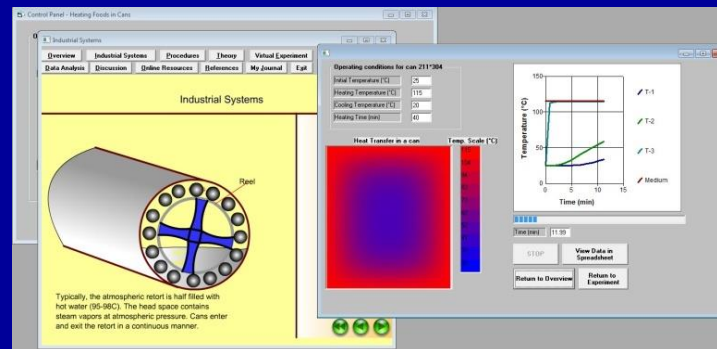 Control Panel - Heating Foods in Cans
Industrial Systems
Overview Industrial Systems Procedures Theory Virtual Experiment
Data Analysis Discussion Online Resources References My Journal Exit
Industrial Systems
Reel
Typically, the atmospheric retort is half filled with
hot water (95-98C). The head space contains
steam vapors at atmospheric pressure. Cans enter
and exit the retort in a continuous manner.
Operating conditions for can 211*304
Initial Temperature (°C) 25
Heating Temperature (°C) 115
Cooling Temperature (°C) 20
Heating Time (min) 40
Heat Transfer in a can
Temp. Scale (°C)
Temperature (°C)
150
100
50
0
0 5 10 15
Time (min)
T-1
T-2
T-3
Medium
Time (min) 11.39
STOP
View Data in
Spreadsheet
Return to Overview
Return to
Experiment